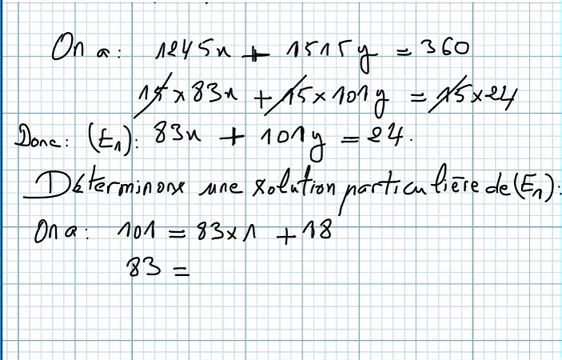 On a: 1245x + 1515y = 360
15×83x + 15×101y = 15×24
Donc: (E1): 83x + 101y = 24.
Déterminons une solution particulière de (E1):
On a: 101 = 83×1 + 18
83 =